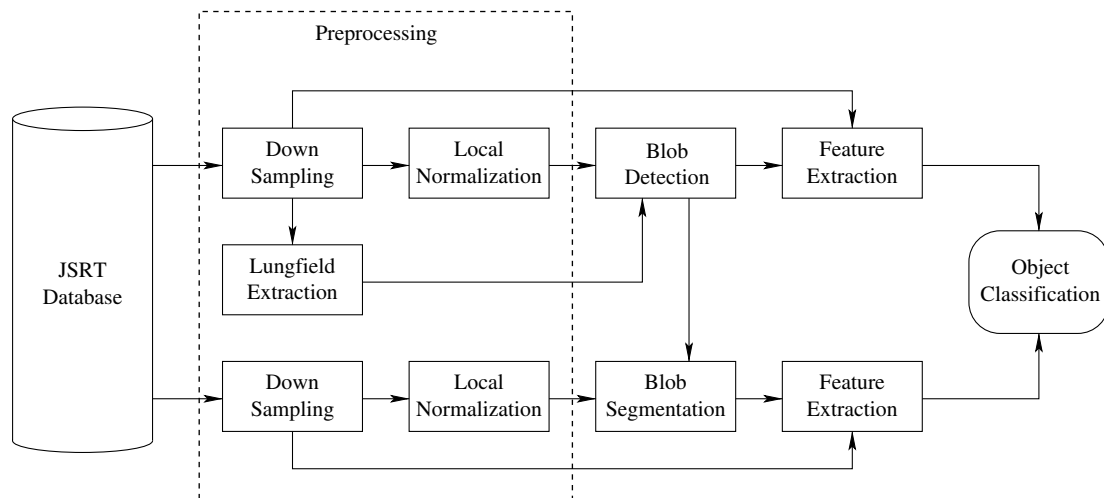 Preprocessing
Down
Sampling
Local
Normalization
Blob
Detection
Feature
Extraction
Lungfield
Extraction
JSRT
Database
Object
Classification
Down
Sampling
Local
Normalization
Blob
Segmentation
Feature
Extraction